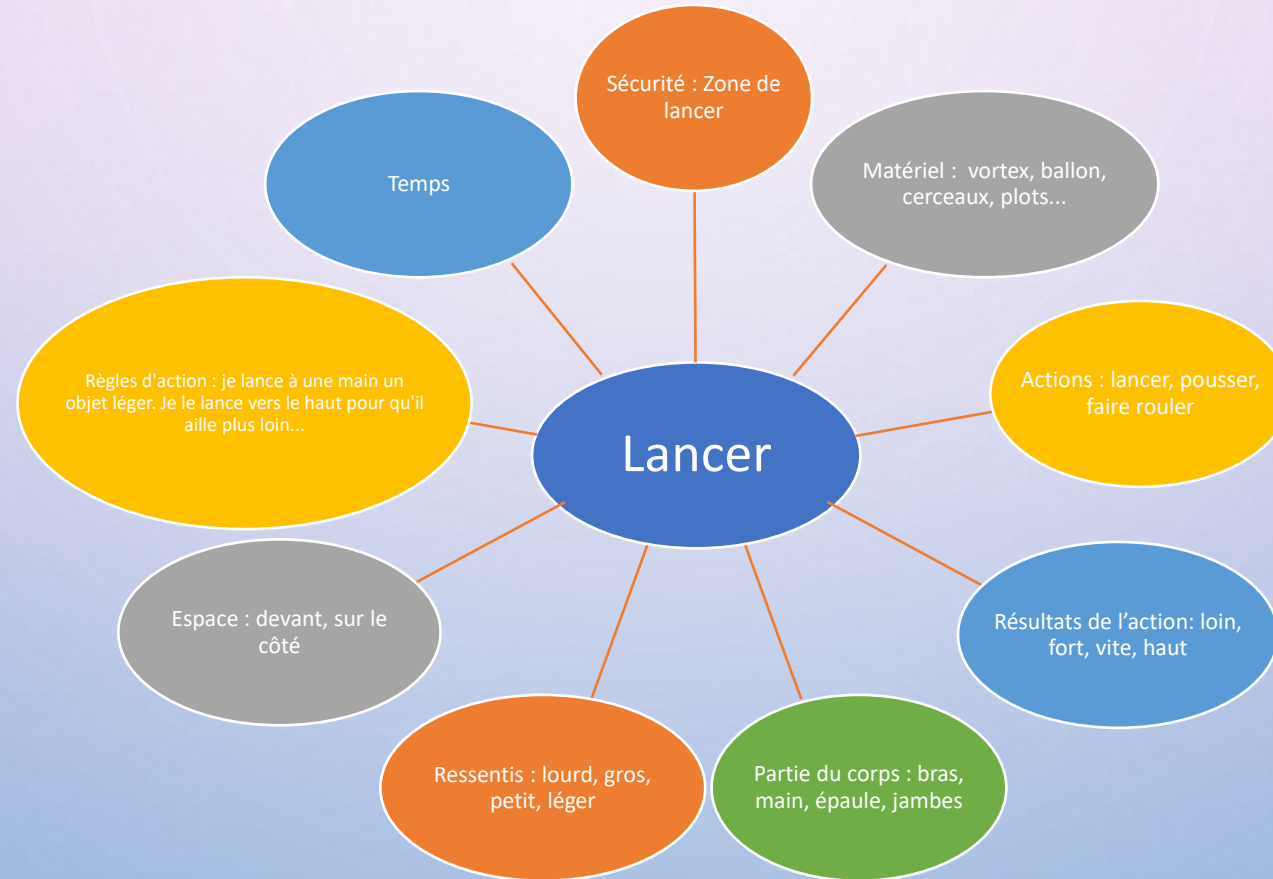 Sécurité : Zone de
lancer
Matériel :  vortex, ballon,
cerceaux, plots...
Actions : lancer, pousser,
faire rouler
Résultats de l’action: loin,
fort, vite, haut
Partie du corps : bras,
main, épaule, jambes
Ressentis : lourd, gros,
petit, léger
Espace : devant, sur le
côté
Règles d'action : je lance à une main un
objet léger. Je le lance vers le haut pour qu'il
aille plus loin...
Temps
Lancer